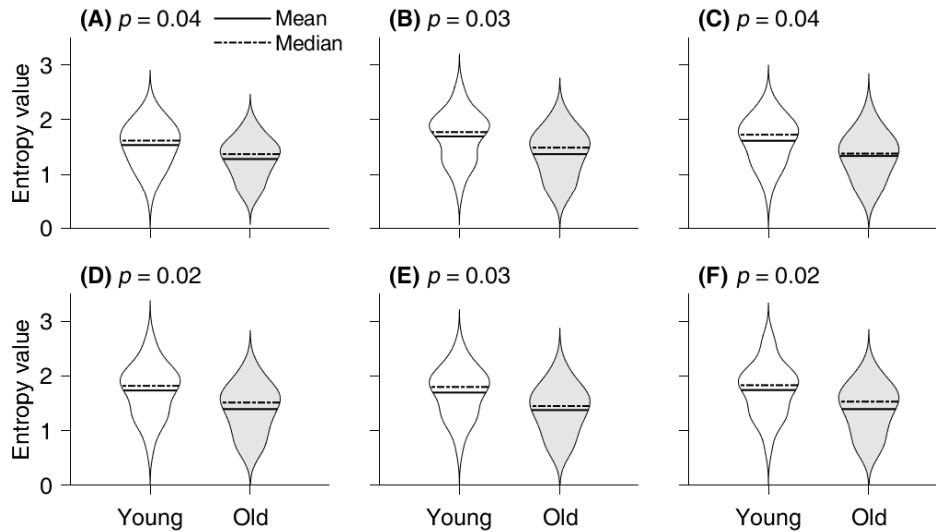 (A) p = 0.04
Mean
Median
(B) p = 0.03
(C) p = 0.04
Entropy value
3
2
1
0
(D) p = 0.02
(E) p = 0.03
(F) p = 0.02
Entropy value
3
2
1
0
Young Old
Young Old
Young Old